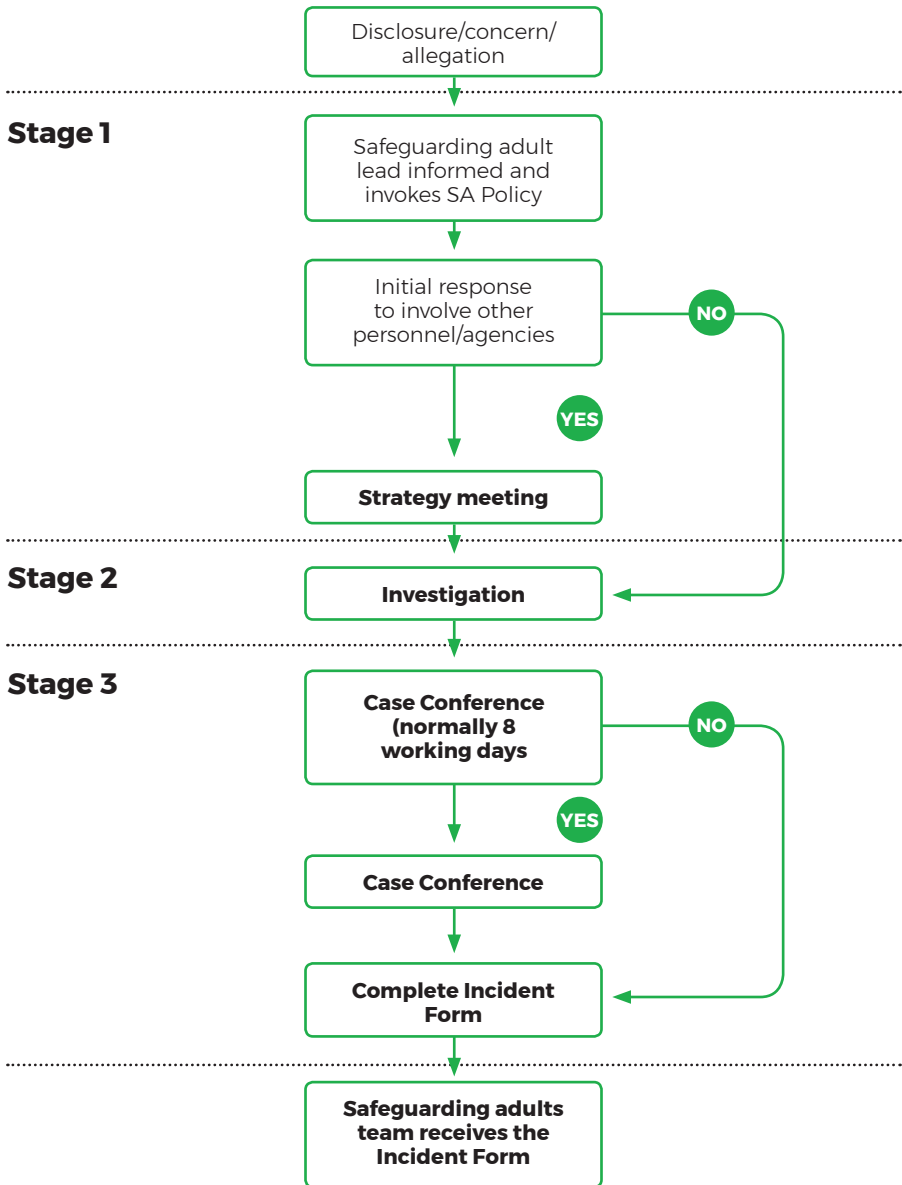 Disclosure/concern/
allegation
Stage 1
Safeguarding adult
lead informed and
invokes SA Policy
Initial response
to involve other
personnel/agencies
NO
YES
Strategy meeting
Stage 2
Investigation
Stage 3
Case Conference
(normally 8
working days
NO
YES
Case Conference
Complete Incident
Form
Safeguarding adults
team receives the
Incident Form